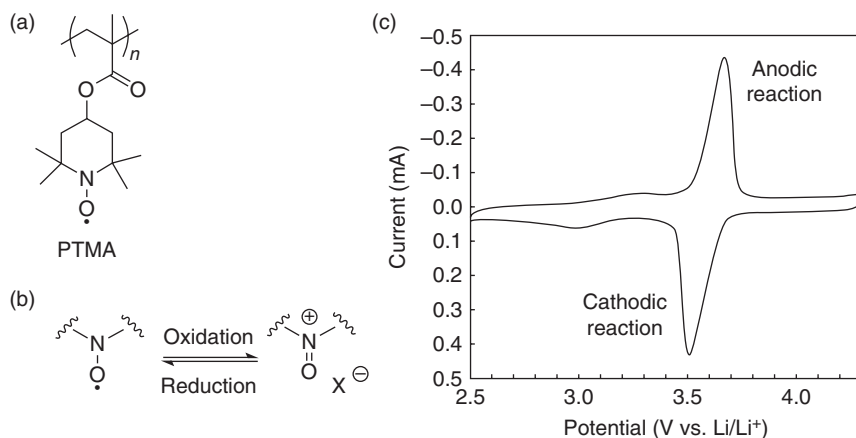 (a)
n
O
O
N
O
•
PTMA
(b)
N
O
•
Oxidation
Reduction
⊕
N
O
X ⊖
(c)
Current (mA)
–0.5
–0.4
–0.3
–0.2
–0.1
0.0
0.1
0.2
0.3
0.4
0.5
Anodic
reaction
Cathodic
reaction
2.5
3.0
3.5
4.0
Potential (V vs. Li/Li⁺)